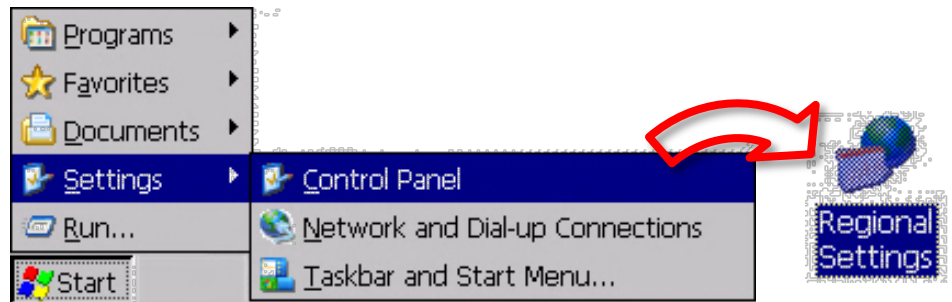 Programs
Favorites
Documents
Settings
Run...
Start
Control Panel
Network and Dial-up Connections
Taskbar and Start Menu...
Regional
Settings